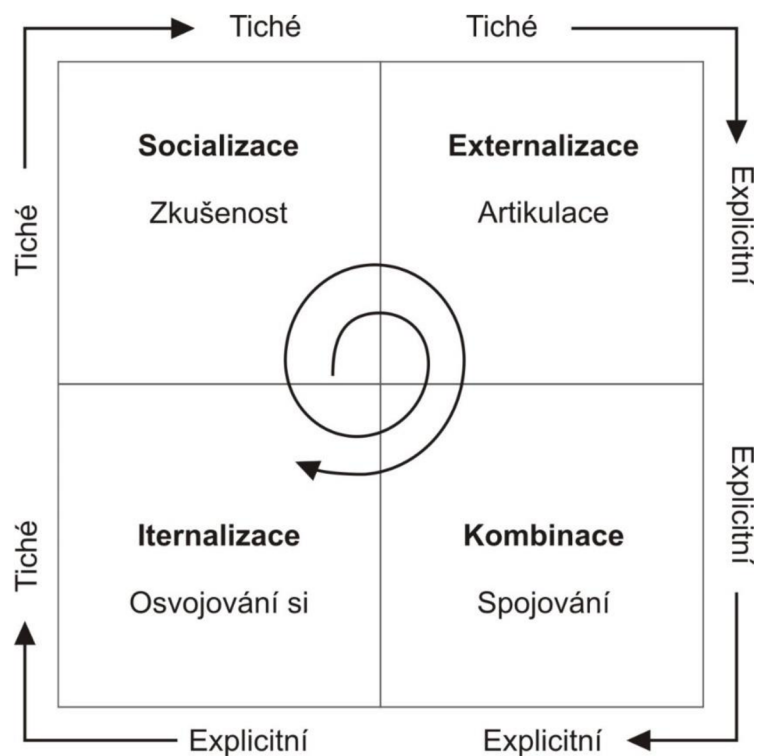 Tiché
Tiché
Socializace
Zkušenost
Externalizace
Artikulace
Tiché
Explicitní
Iternalizace
Osvojování si
Kombinace
Spojování
Tiché
Explicitní
Explicitní
Explicitní